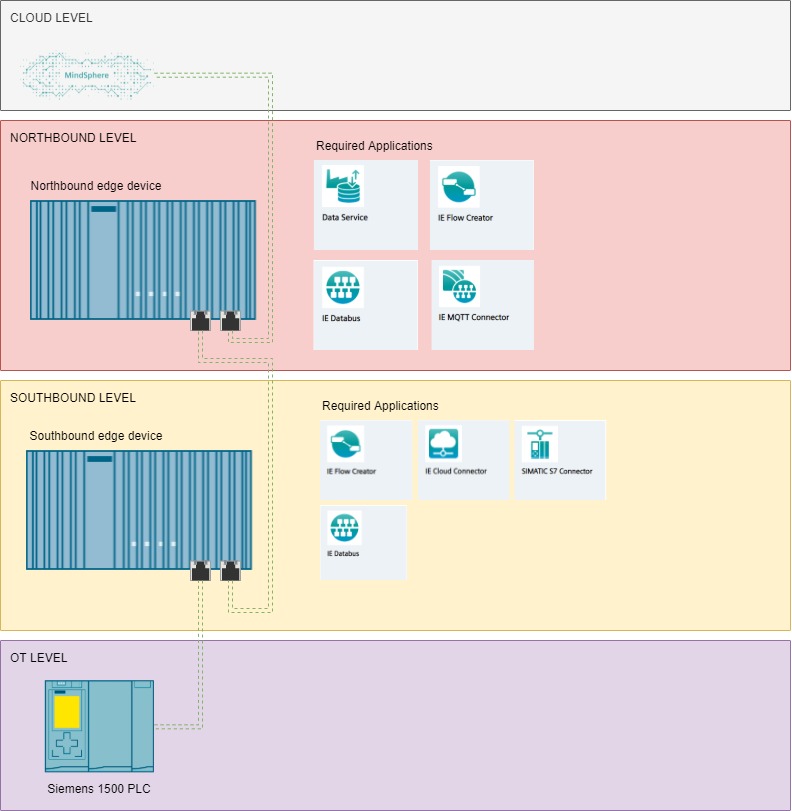 CLOUD LEVEL
MindSphere
NORTHBOUND LEVEL
Required Applications
Northbound edge device
Data Service
IE Flow Creator
IE Databus
IE MQTT Connector
SOUTHBOUND LEVEL
Required Applications
Southbound edge device
IE Flow Creator
IE Cloud Connector
SIMATIC S7 Connector
IE Databus
OT LEVEL
Siemens 1500 PLC